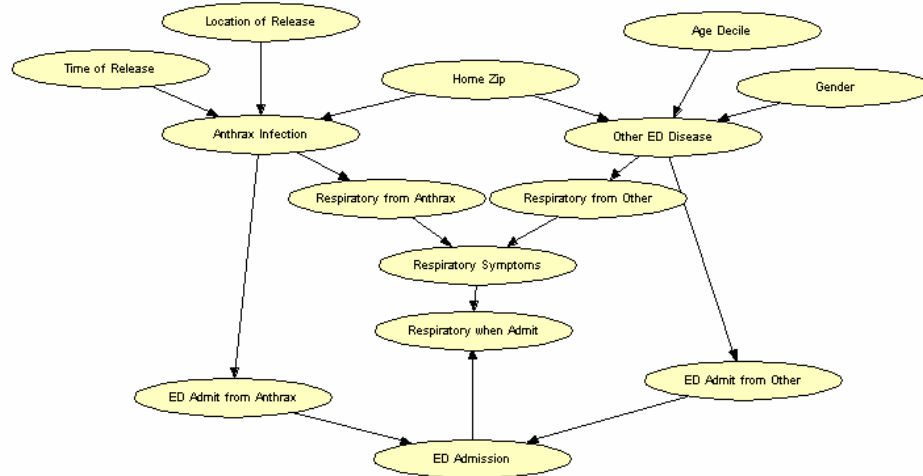 Location of Release
Age Decile
Time of Release
Home Zip
Gender
Anthrax Infection
Other ED Disease
Respiratory from Anthrax
Respiratory from Other
Respiratory Symptoms
Respiratory when Admit
ED Admit from Anthrax
ED Admit from Other
ED Admission